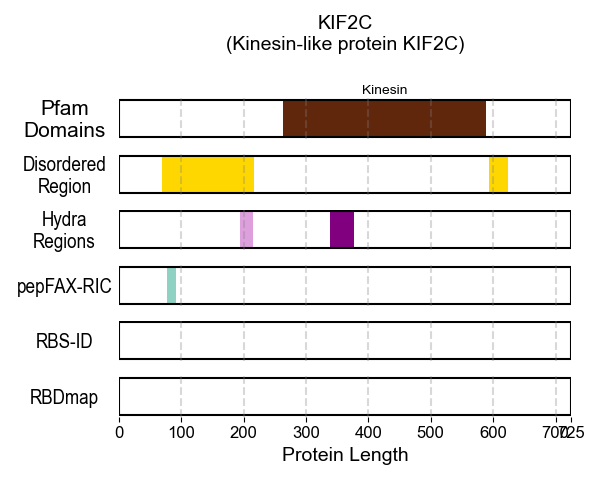 KIF2C
(Kinesin-like protein KIF2C)
Kinesin
Pfam
Domains
Disordered
Region
Hydra
Regions
pepFAX-RIC
RBS-ID
RBDmap
0 100 200 300 400 500 600 700 725
Protein Length